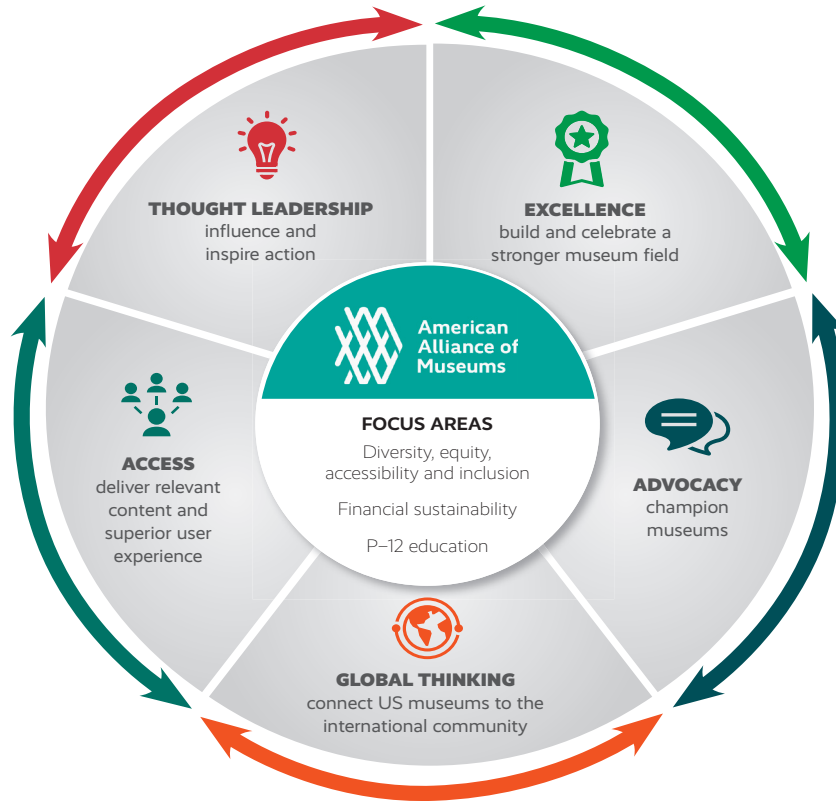 THOUGHT LEADERSHIP
influence and
inspire action
EXCELLENCE
build and celebrate a
stronger museum field
American
Alliance of
Museums
FOCUS AREAS
Diversity, equity,
accessibility and inclusion
Financial sustainability
P–12 education
ACCESS
deliver relevant
content and
superior user
experience
ADVOCACY
champion
museums
GLOBAL THINKING
connect US museums to the
international community